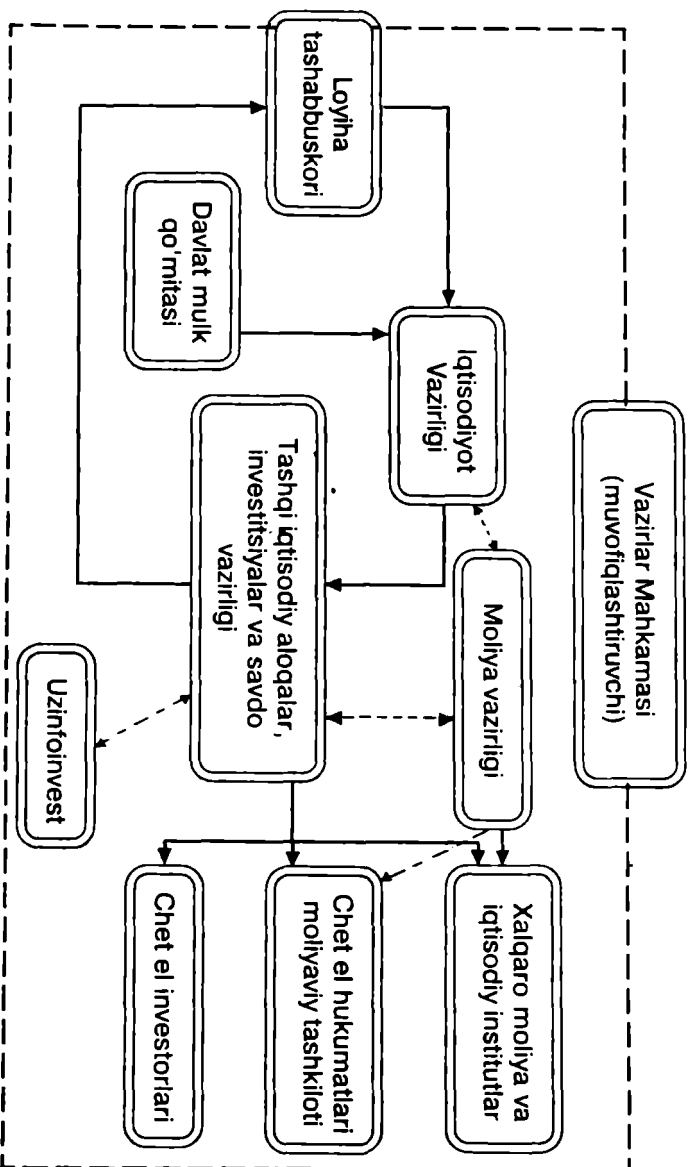 Vazirlar Mahkamasi
(muvofiqlashtiruvchi)
Loyiha
tashabbuskori
Iqtisodiyot
Vazirligi
Moliya vazirligi
Xalqaro moliya va
iqtisodiy institutlar
Davlat mulk
qo'mitasi
Tashqi iqtisodiy aloqalar,
investitsiyalar va savdo
vazirligi
Chet el hukumatlari
moliyaviy tashkiloti
Uzinfoinvest
Chet el investorlari